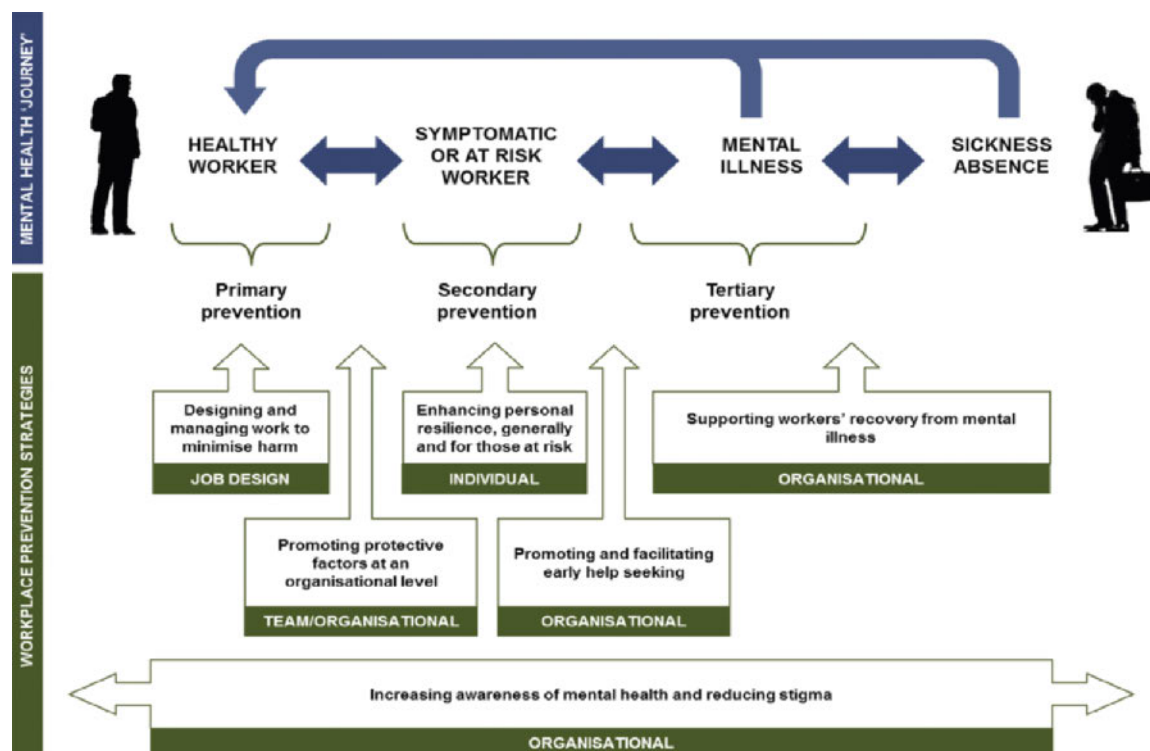 MENTAL HEALTH 'JOURNEY'
HEALTHY
WORKER
SYMPTOMATIC
OR AT RISK
WORKER
MENTAL
ILLNESS
SICKNESS
ABSENCE
WORKPLACE PREVENTION STRATEGIES
Primary
prevention
Secondary
prevention
Tertiary
prevention
Designing and
managing work to
minimise harm
JOB DESIGN
Enhancing personal
resilience, generally
and for those at risk
INDIVIDUAL
Supporting workers' recovery from mental
illness
ORGANISATIONAL
Promoting protective
factors at an
organisational level
TEAM/ORGANISATIONAL
Promoting and facilitating
early help seeking
ORGANISATIONAL
Increasing awareness of mental health and reducing stigma
ORGANISATIONAL